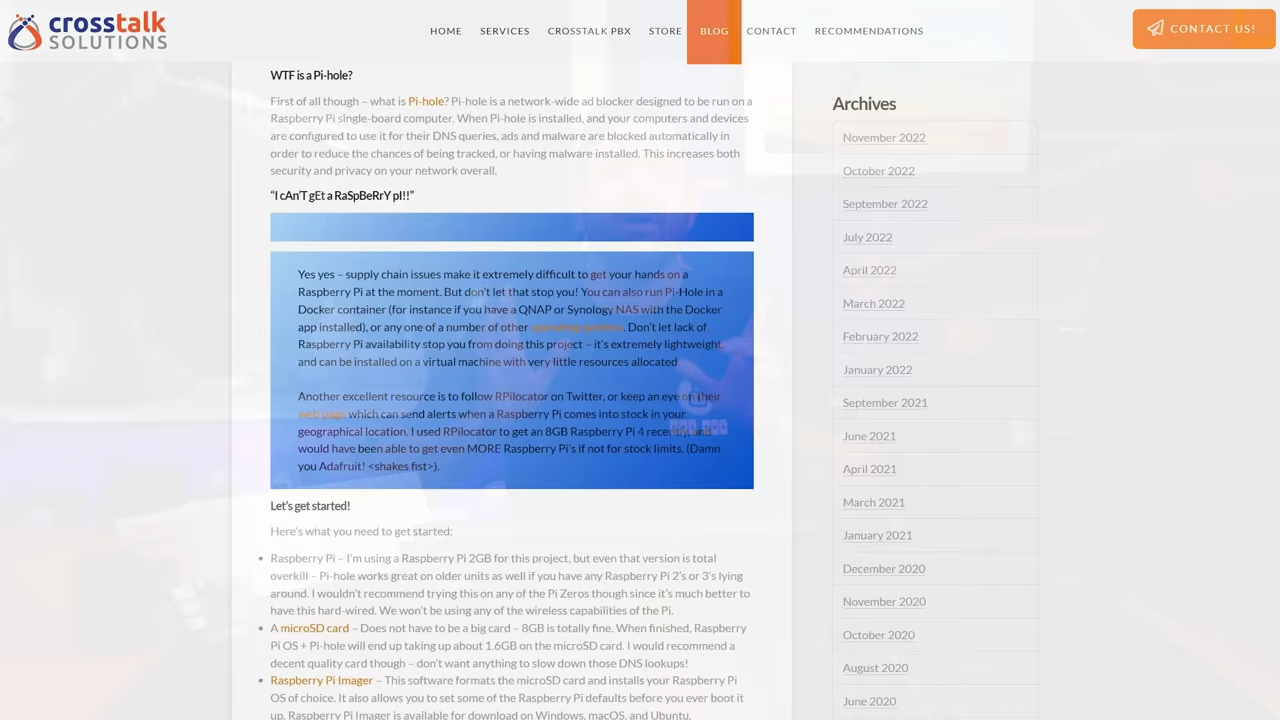 crosstalk
SOLUTIONS
HOME
SERVICES
CROSSTALK PBX
STORE
BLOG
CONTACT
RECOMMENDATIONS
CONTACT US!
WTF is a Pi-hole?
First of all though – what is Pi-hole? Pi-hole is a network-wide ad blocker designed to be run on a
Raspberry Pi single-board computer. When Pi-hole is installed, and your computers and devices
are configured to use it for their DNS queries, ads and malware are blocked automatically in
order to reduce the chances of being tracked, or having malware installed. This increases both
security and privacy on your network overall.
“I cAn’T gEt a RaSpBeRrY pI!!”
Yes yes – supply chain issues make it extremely difficult to get your hands on a
Raspberry Pi at the moment. But don’t let that stop you! You can also run Pi-Hole in a
Docker container (for instance if you have a QNAP or Synology NAS with the Docker
app installed), or any one of a number of other operating systems. Don’t let lack of
Raspberry Pi availability stop you from doing this project – it’s extremely lightweight,
and can be installed on a virtual machine with very little resources allocated.
Another excellent resource is to follow RPilocator on Twitter, or keep an eye on their
web page which can send alerts when a Raspberry Pi comes into stock in your
geographical location. I used RPilocator to get an 8GB Raspberry Pi 4 recently, and
would have been able to get even MORE Raspberry Pi’s if not for stock limits. (Damn
you Adafruit! <shakes fist>).
Let’s get started!
Here’s what you need to get started:
• Raspberry Pi – I’m using a Raspberry Pi 2GB for this project, but even that version is total
overkill – Pi-hole works great on older units as well if you have any Raspberry Pi 2’s or 3’s lying
around. I wouldn’t recommend trying this on any of the Pi Zeros though since it’s much better to
have this hard-wired. We won’t be using any of the wireless capabilities of the Pi.
• A microSD card – Does not have to be a big card – 8GB is totally fine. When finished, Raspberry
Pi OS + Pi-hole will end up taking up about 1.6GB on the microSD card. I would recommend a
decent quality card though – don’t want anything to slow down those DNS lookups!
• Raspberry Pi Imager – This software formats the microSD card and installs your Raspberry Pi
OS of choice. It also allows you to set some of the Raspberry Pi defaults before you ever boot it
up. Raspberry Pi Imager is available for download on Windows, macOS, and Ubuntu.
Archives
November 2022
October 2022
September 2022
July 2022
April 2022
March 2022
February 2022
January 2022
September 2021
June 2021
April 2021
March 2021
January 2021
December 2020
November 2020
October 2020
August 2020
June 2020